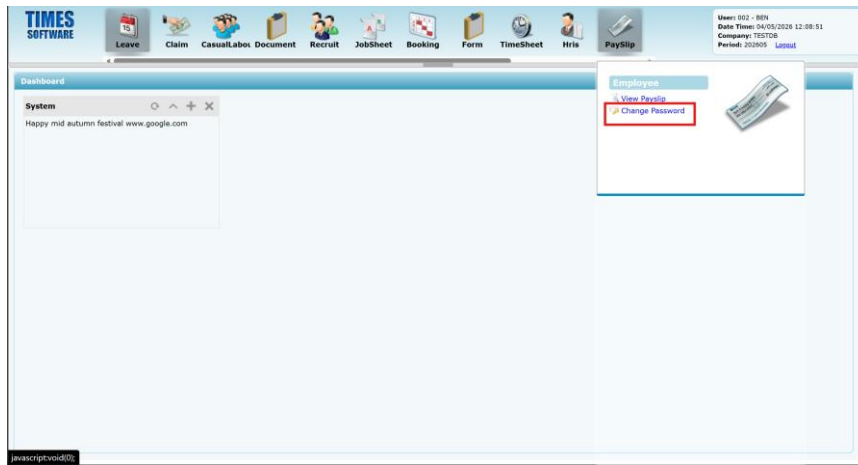 TIMES
SOFTWARE
Leave
Claim
CasualLabou
Document
Recruit
JobSheet
Booking
Form
TimeSheet
Hris
PaySlip
User: 002 - BEN
Date Time: 04/05/2026 12:08:51
Company: TESTDB
Period: 202605 Logout
Dashboard
Employee
View Payslip
Change Password
System
Happy mid autumn festival www.google.com
javascript:void(0);